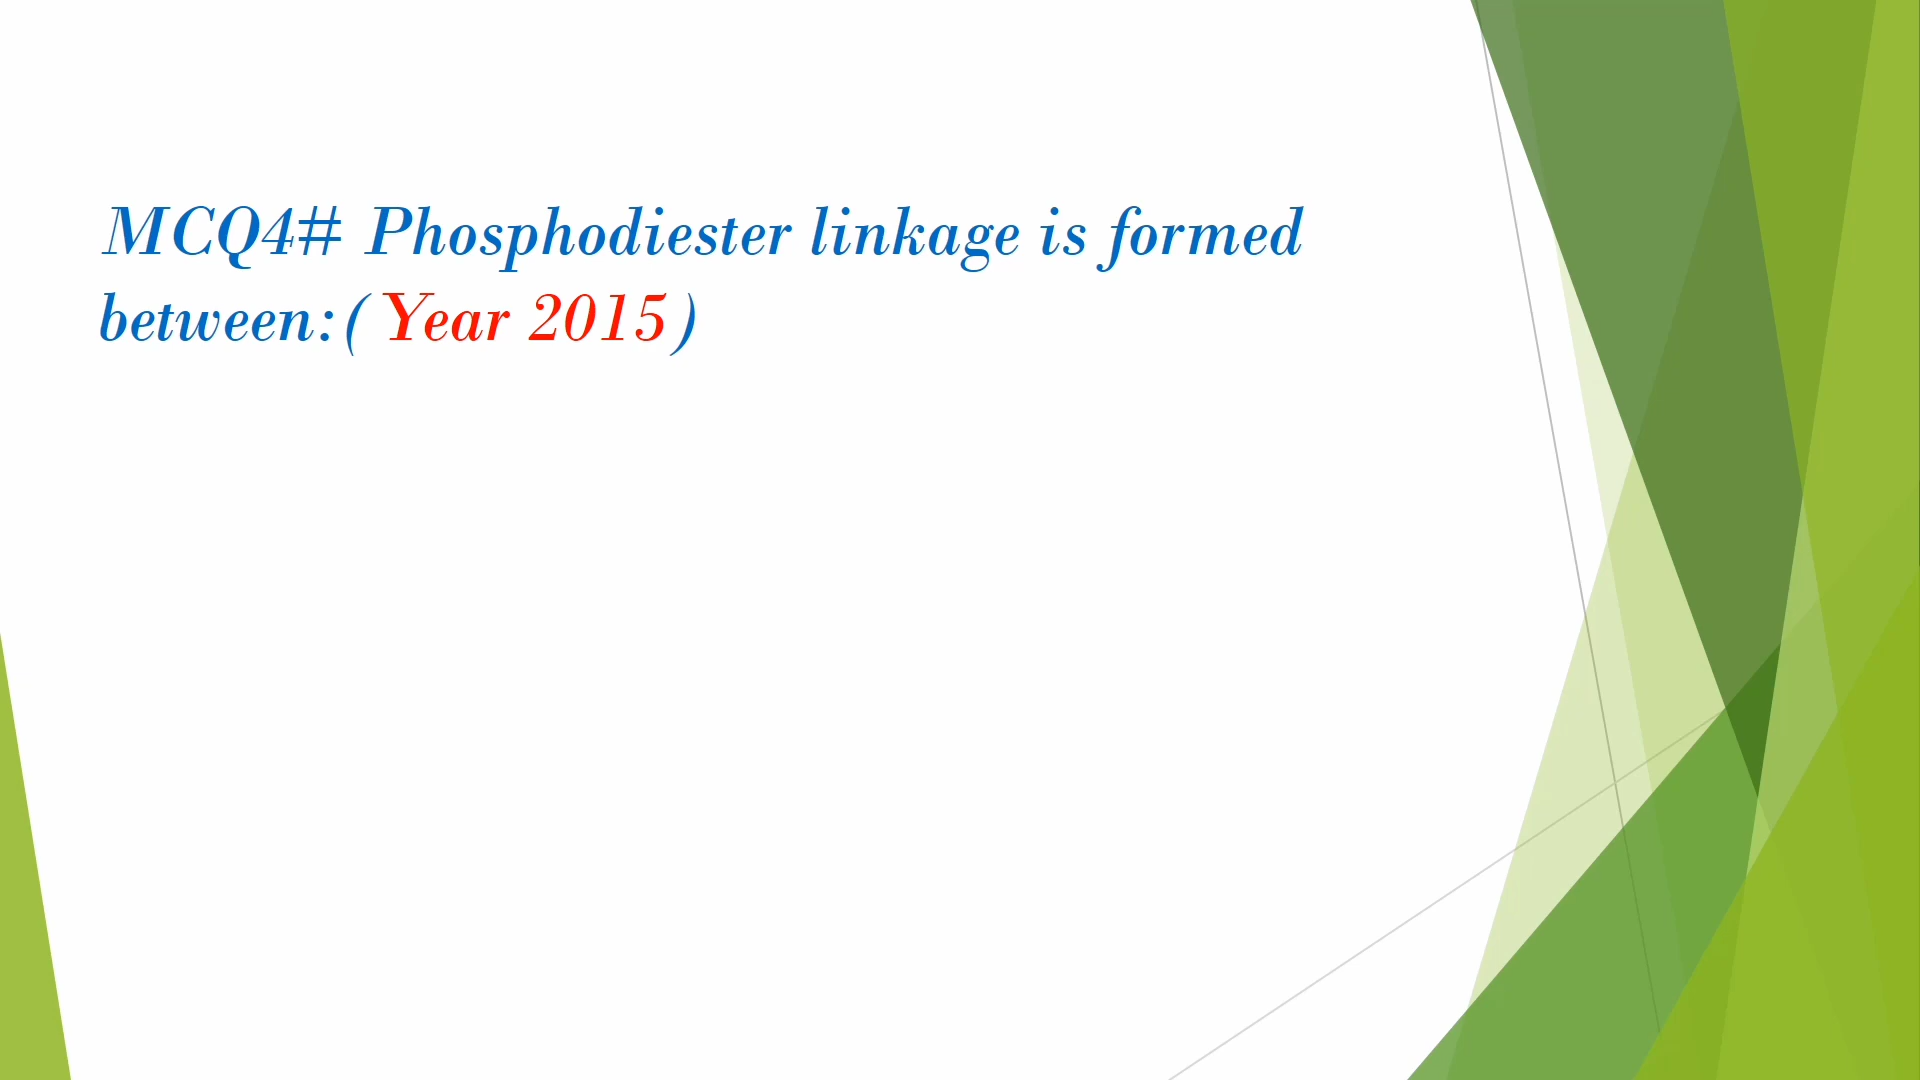 MCQ4# Phosphodiester linkage is formed
between:( Year 2015)